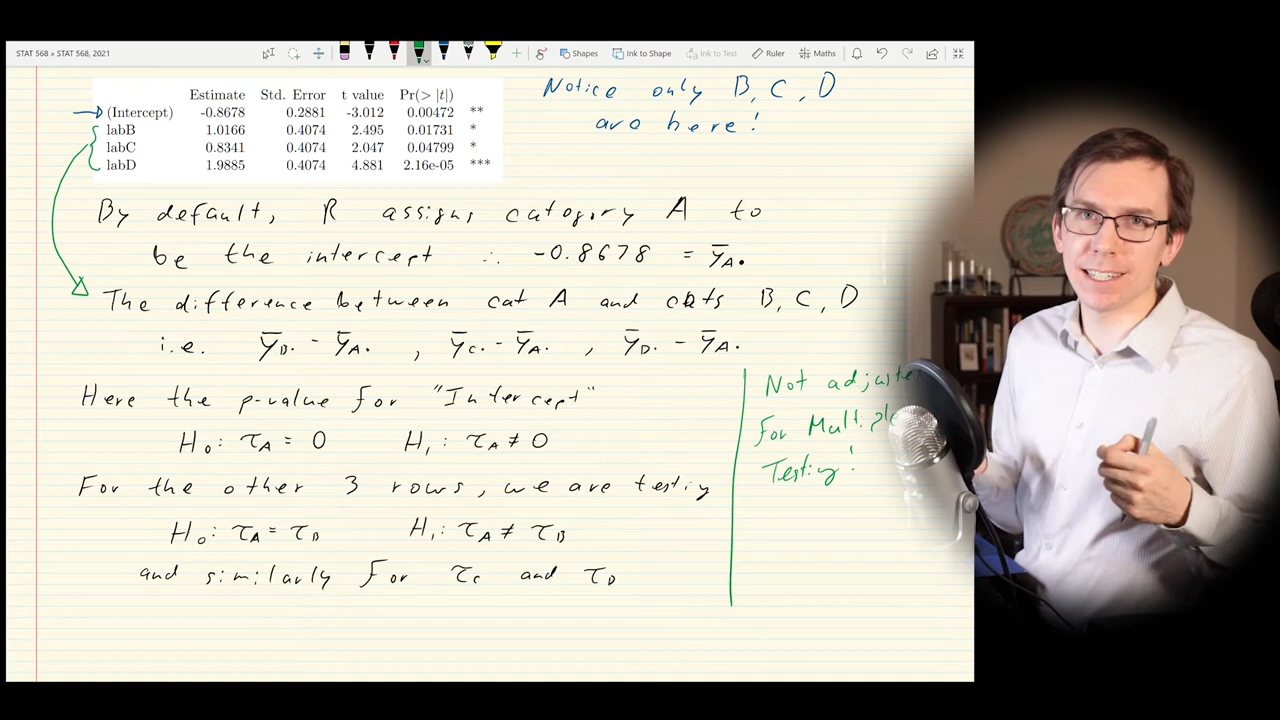 STAT 568 » STAT 568, 2021
Shapes
Ink to Shape
Ink to Text
Ruler
Maths
Estimate Std. Error t value Pr(> |t|)
(Intercept) -0.8678 0.2881 -3.012 0.00472 **
labB 1.0166 0.4074 2.495 0.01731 *
labC 0.8341 0.4074 2.047 0.04799 *
labD 1.9885 0.4074 4.881 2.16e-05 ***
Notice only B, C, D
are here!
By default, R assigns category A to
be the intercept ∴ -0.8678 = ȳA.
The difference between cat A and cats B, C, D
i.e. ȳB. - ȳA. , ȳC. - ȳA. , ȳD. - ȳA.
Here the p-value for "Intercept"
H0: τA = 0 H1: τA ≠ 0
For the other 3 rows, we are testing
H0: τA = τB H1: τA ≠ τB
and similarly for τC and τD
Not adjuste
for Multipl
Testing!